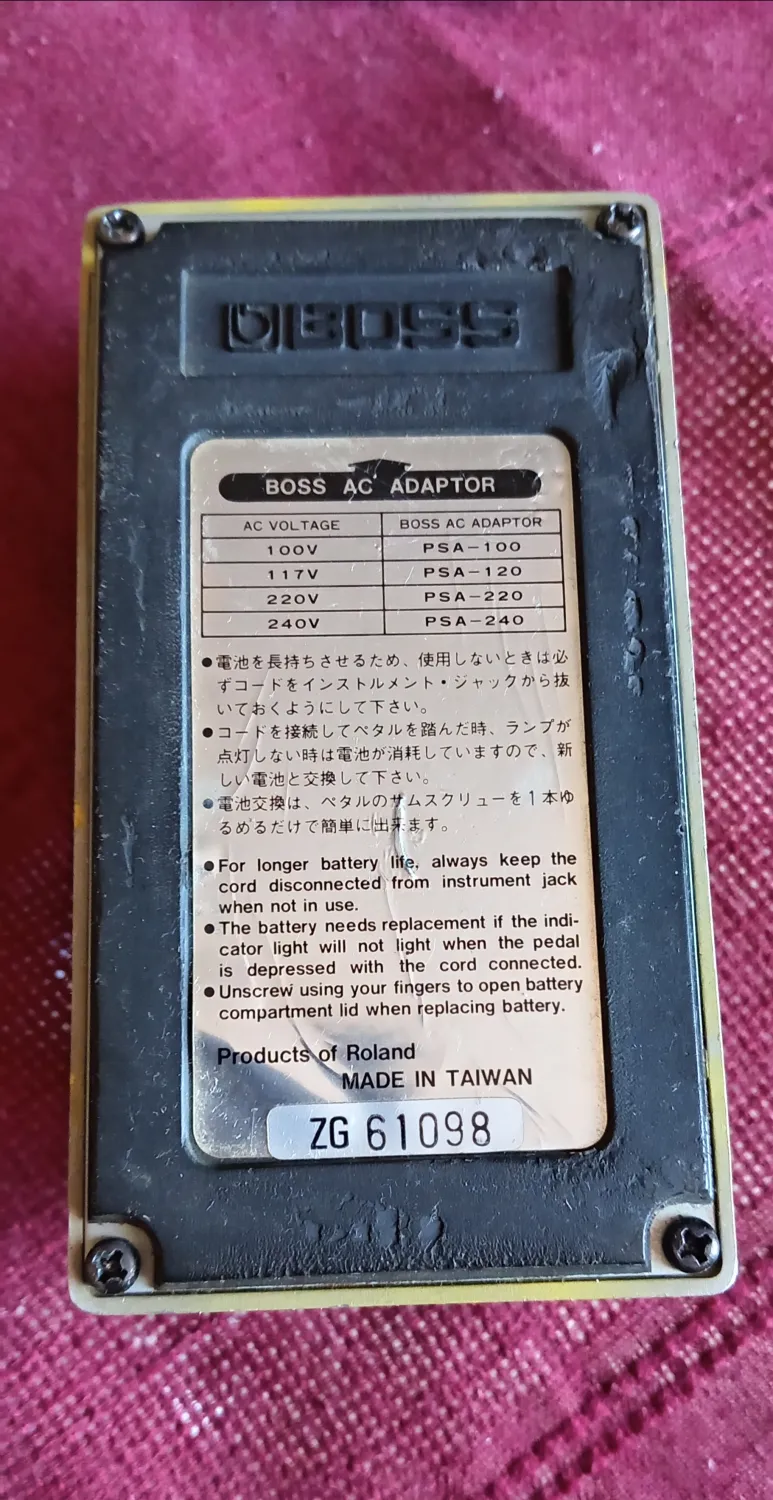 BOSS
BOSS AC ADAPTOR
AC VOLTAGE BOSS AC ADAPTOR
100V PSA-100
117V PSA-120
220V PSA-220
240V PSA-240
●電池を長持ちさせるため、使用しないときは必
ずコードをインストルメント・ジャックから抜
いておくようにして下さい。
●コードを接続してペタルを踏んだ時、ランプが
点灯しない時は電池が消耗していますので、新
しい電池と交換して下さい。
●電池交換は、ペタルのサムスクリューを1本ゆ
るめるだけで簡単に出来ます。
●For longer battery life, always keep the
cord disconnected from instrument jack
when not in use.
●The battery needs replacement if the indi-
cator light will not light when the pedal
is depressed with the cord connected.
●Unscrew using your fingers to open battery
compartment lid when replacing battery.
Products of Roland
MADE IN TAIWAN
ZG 61098